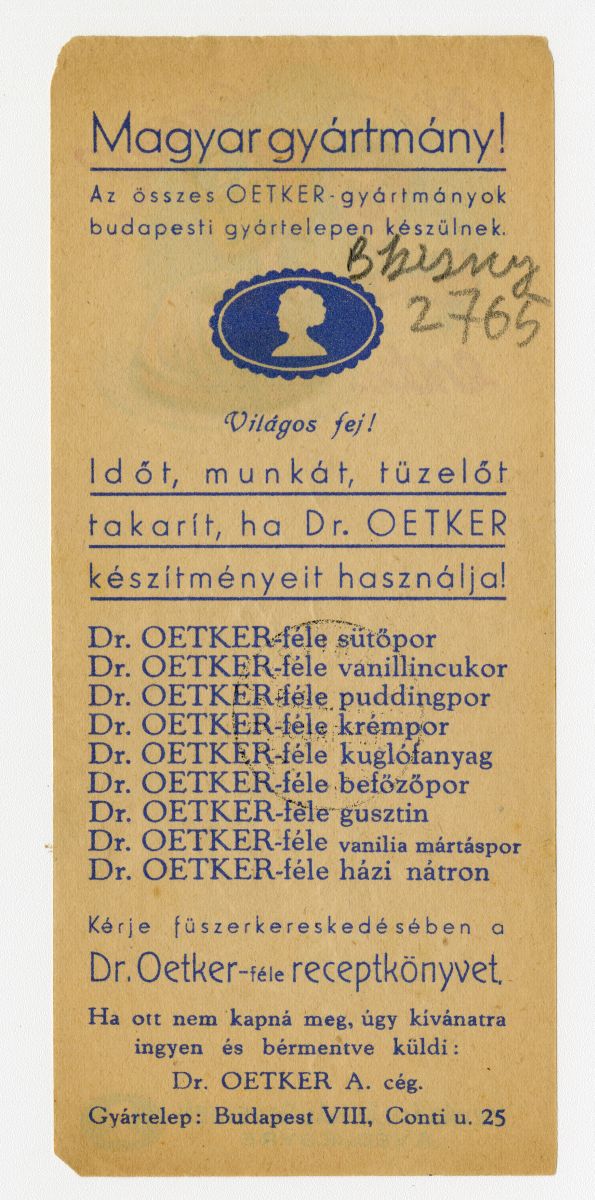 Magyar gyártmány!
Az összes OETKER-gyártmányok
budapesti gyártelepen készülnek.
2765
Világos fej!
Időt, munkát, tüzelőt
takarít, ha Dr. OETKER
készítményeit használja!
Dr. OETKER-féle sütőpor
Dr. OETKER-féle vanillincukor
Dr. OETKER-féle puddingpor
Dr. OETKER-féle krémpor
Dr. OETKER-féle kuglófanyag
Dr. OETKER-féle befőzőpor
Dr. OETKER-féle gusztin
Dr. OETKER-féle vanilia mártáspor
Dr. OETKER-féle házi nátron
Kérje füszerkereskedésében a
Dr. Oetker-féle receptkönyvet.
Ha ott nem kapná meg, úgy kívánatra
ingyen és bérmentve küldi:
Dr. OETKER A. cég.
Gyártelep: Budapest VIII, Conti u. 25